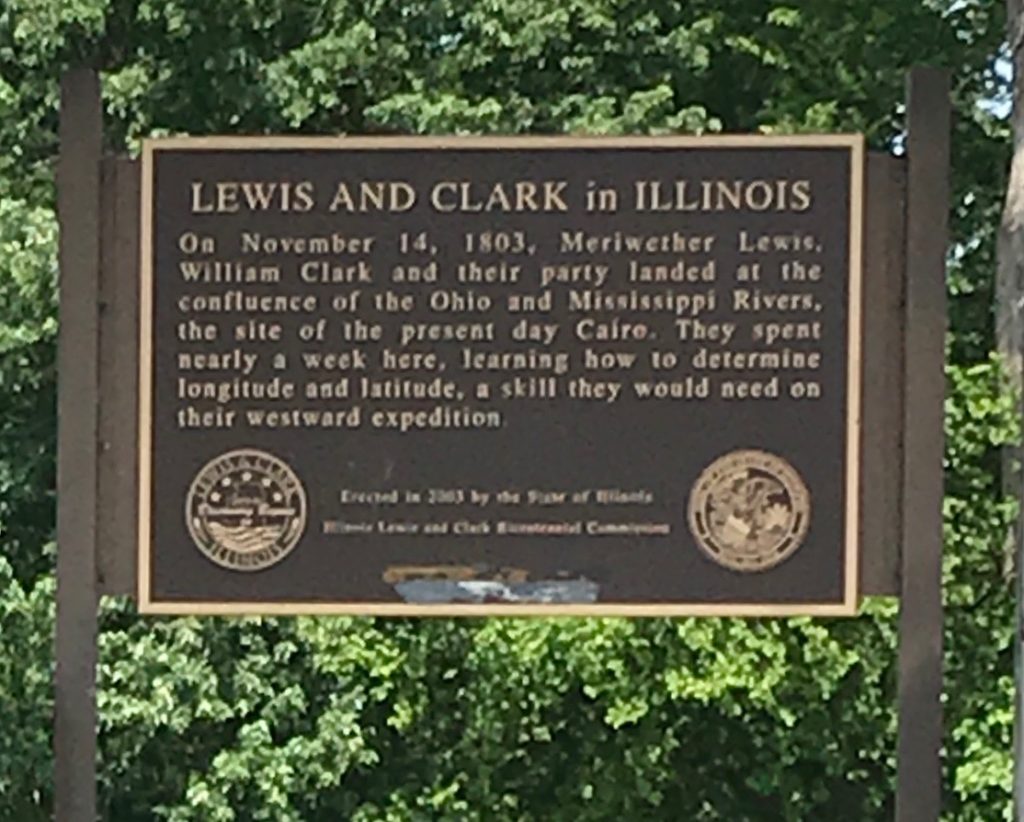 LEWIS AND CLARK in ILLINOIS
On November 14, 1803, Meriwether Lewis,
William Clark and their party landed at the
confluence of the Ohio and Mississippi Rivers,
the site of the present day Cairo. They spent
nearly a week here, learning how to determine
longitude and latitude, a skill they would need on
their westward expedition.
LEWIS & CLARK
ILLINOIS
Erected in 2003 by the State of Illinois
Illinois Lewis and Clark Bicentennial Commission